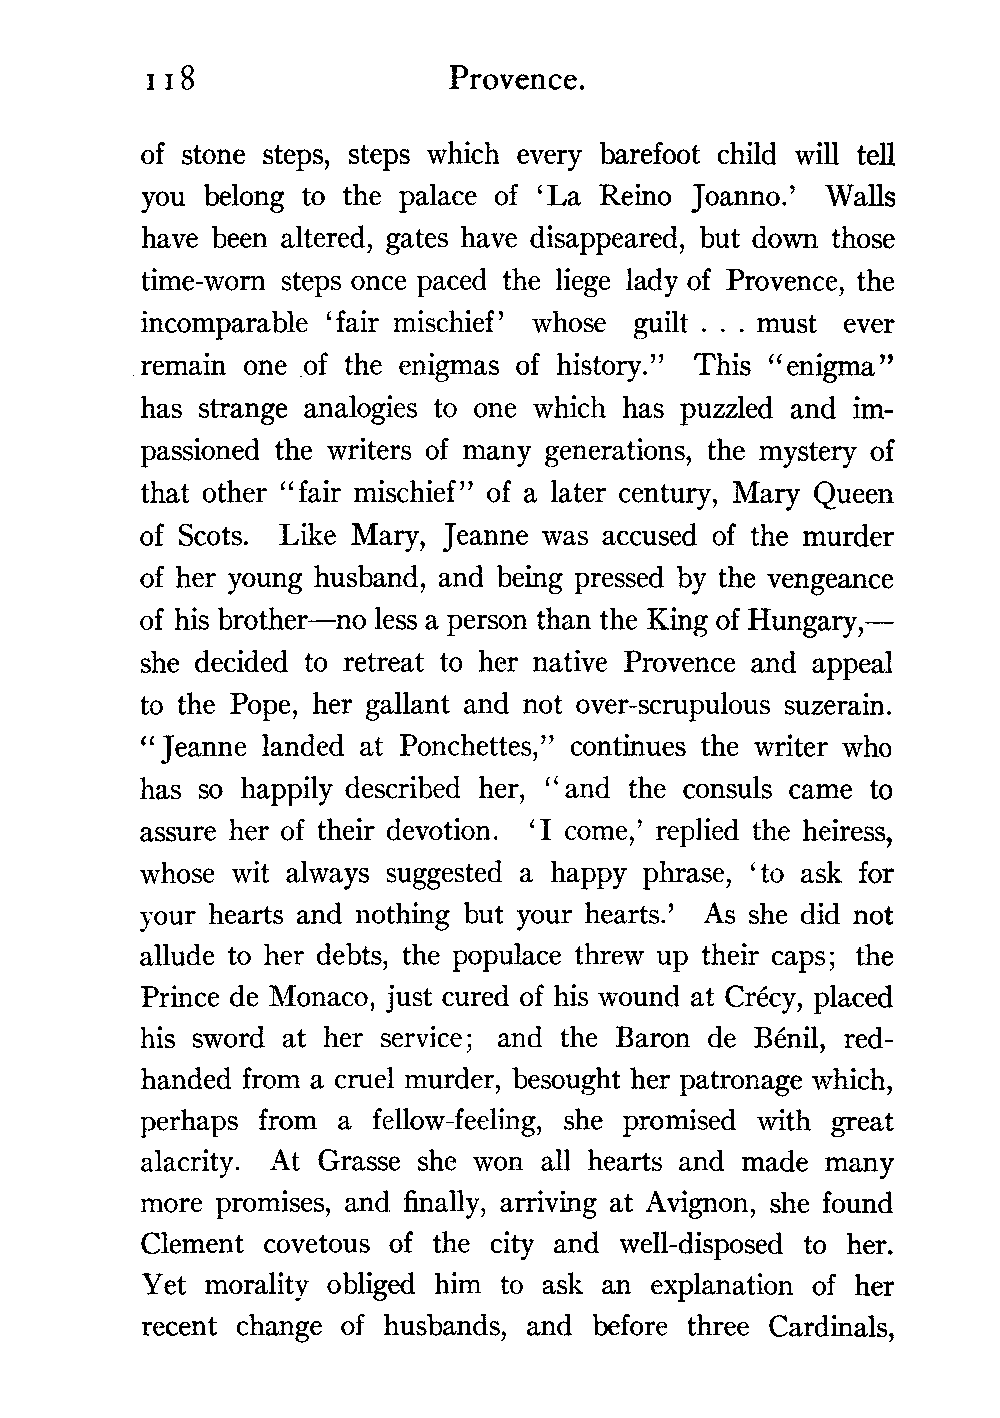 118 Provence.
of stone steps, steps which every barefoot child will tell
you belong to the palace of ‘La Reino Joanno.’ Walls
have been altered, gates have disappeared, but down those
time-worn steps once paced the liege lady of Provence, the
incomparable ‘fair mischief’ whose guilt . . . must ever
remain one of the enigmas of history.” This “enigma”
has strange analogies to one which has puzzled and im-
passioned the writers of many generations, the mystery of
that other “fair mischief” of a later century, Mary Queen
of Scots. Like Mary, Jeanne was accused of the murder
of her young husband, and being pressed by the vengeance
of his brother—no less a person than the King of Hungary,—
she decided to retreat to her native Provence and appeal
to the Pope, her gallant and not over-scrupulous suzerain.
“Jeanne landed at Ponchettes,” continues the writer who
has so happily described her, “and the consuls came to
assure her of their devotion. ‘I come,’ replied the heiress,
whose wit always suggested a happy phrase, ‘to ask for
your hearts and nothing but your hearts.’ As she did not
allude to her debts, the populace threw up their caps; the
Prince de Monaco, just cured of his wound at Crécy, placed
his sword at her service; and the Baron de Bénil, red-
handed from a cruel murder, besought her patronage which,
perhaps from a fellow-feeling, she promised with great
alacrity. At Grasse she won all hearts and made many
more promises, and finally, arriving at Avignon, she found
Clement covetous of the city and well-disposed to her.
Yet morality obliged him to ask an explanation of her
recent change of husbands, and before three Cardinals,